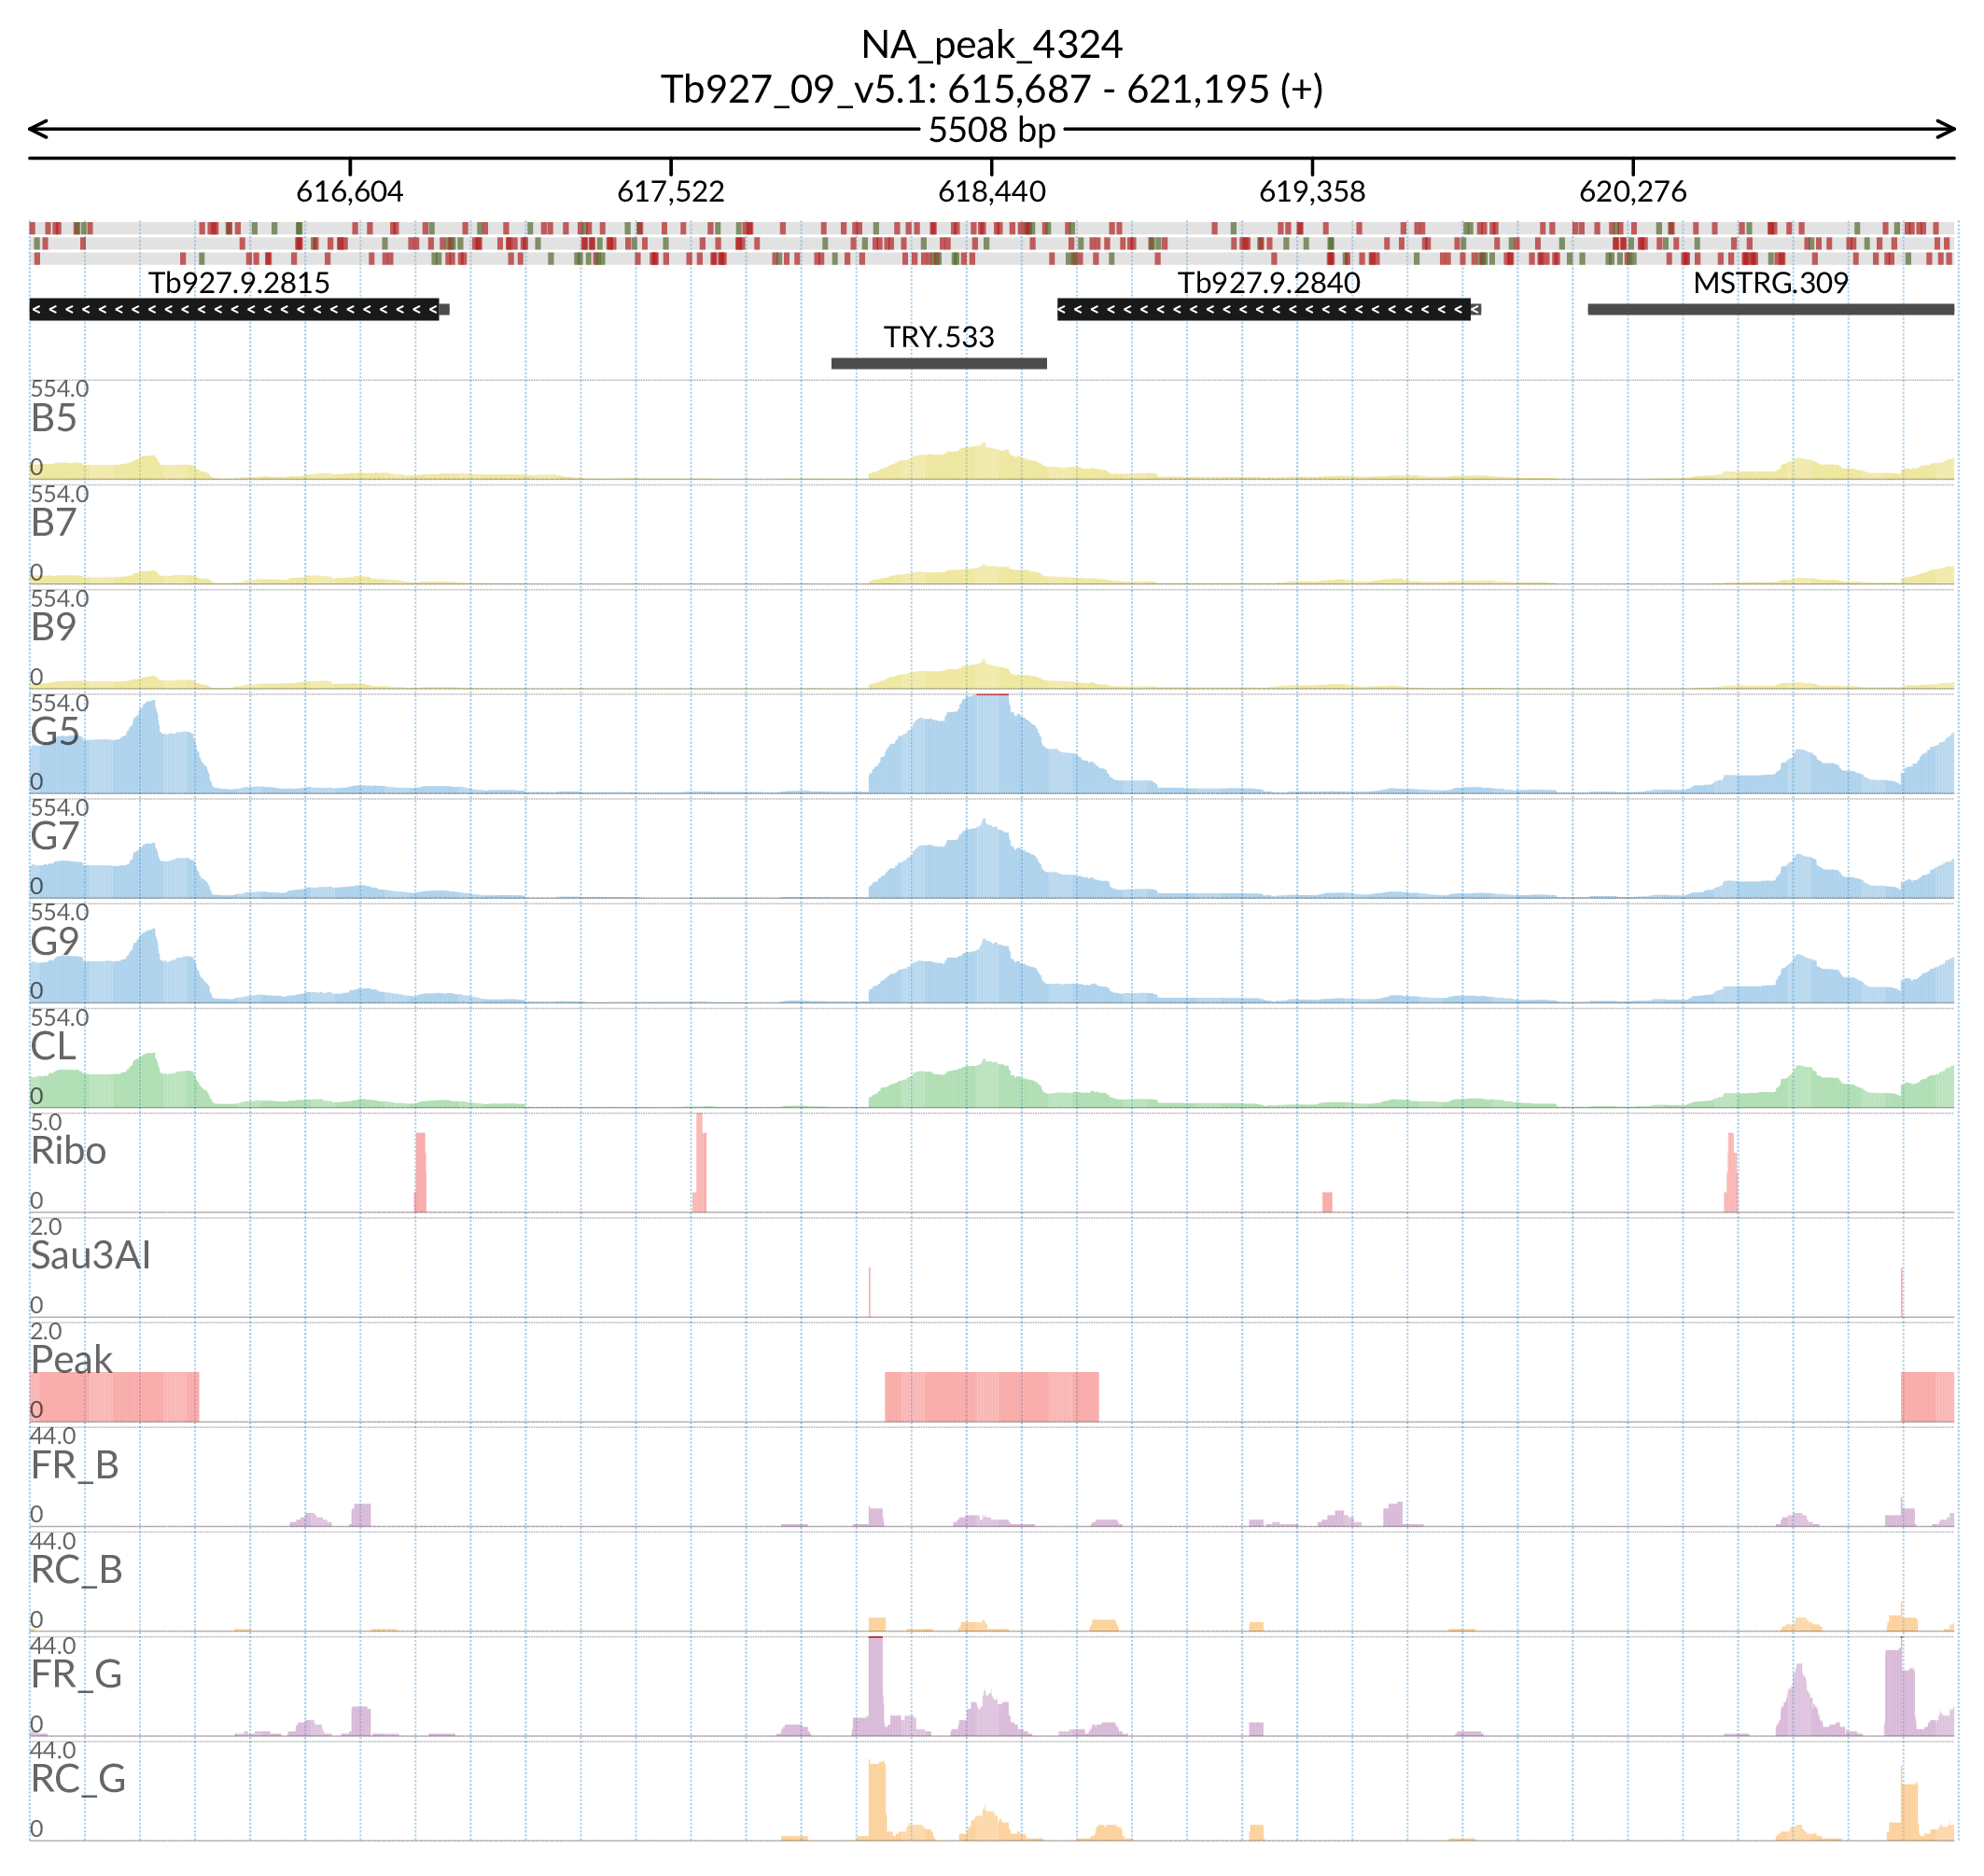 NA_peak_4324
Tb927_09_v5.1: 615,687 - 621,195 (+)
5508 bp
616,604 617,522 618,440 619,358 620,276
Tb927.9.2815 Tb927.9.2840 MSTRG.309
TRY.533
554.0
B5
0
554.0
B7
0
554.0
B9
0
554.0
G5
0
554.0
G7
0
554.0
G9
0
554.0
CL
0
5.0
Ribo
0
2.0
Sau3AI
0
2.0
Peak
0
44.0
FR_B
0
44.0
RC_B
0
44.0
FR_G
0
44.0
RC_G
0